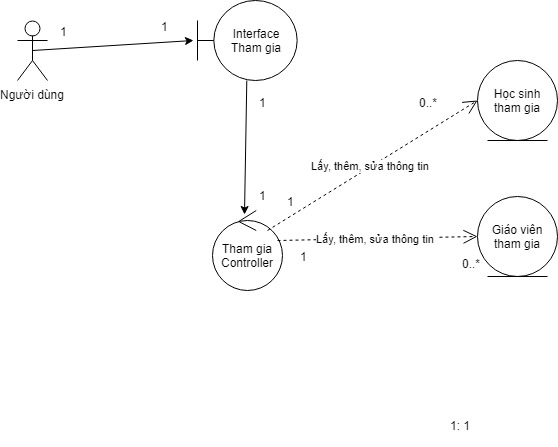 1
1
Interface
Tham gia
Người dùng
1
0..*
Học sinh
tham gia
Lấy, thêm, sửa thông tin
1
1
Tham gia
Controller
Lấy, thêm, sửa thông tin
1
Giáo viên
tham gia
0..*
1: 1